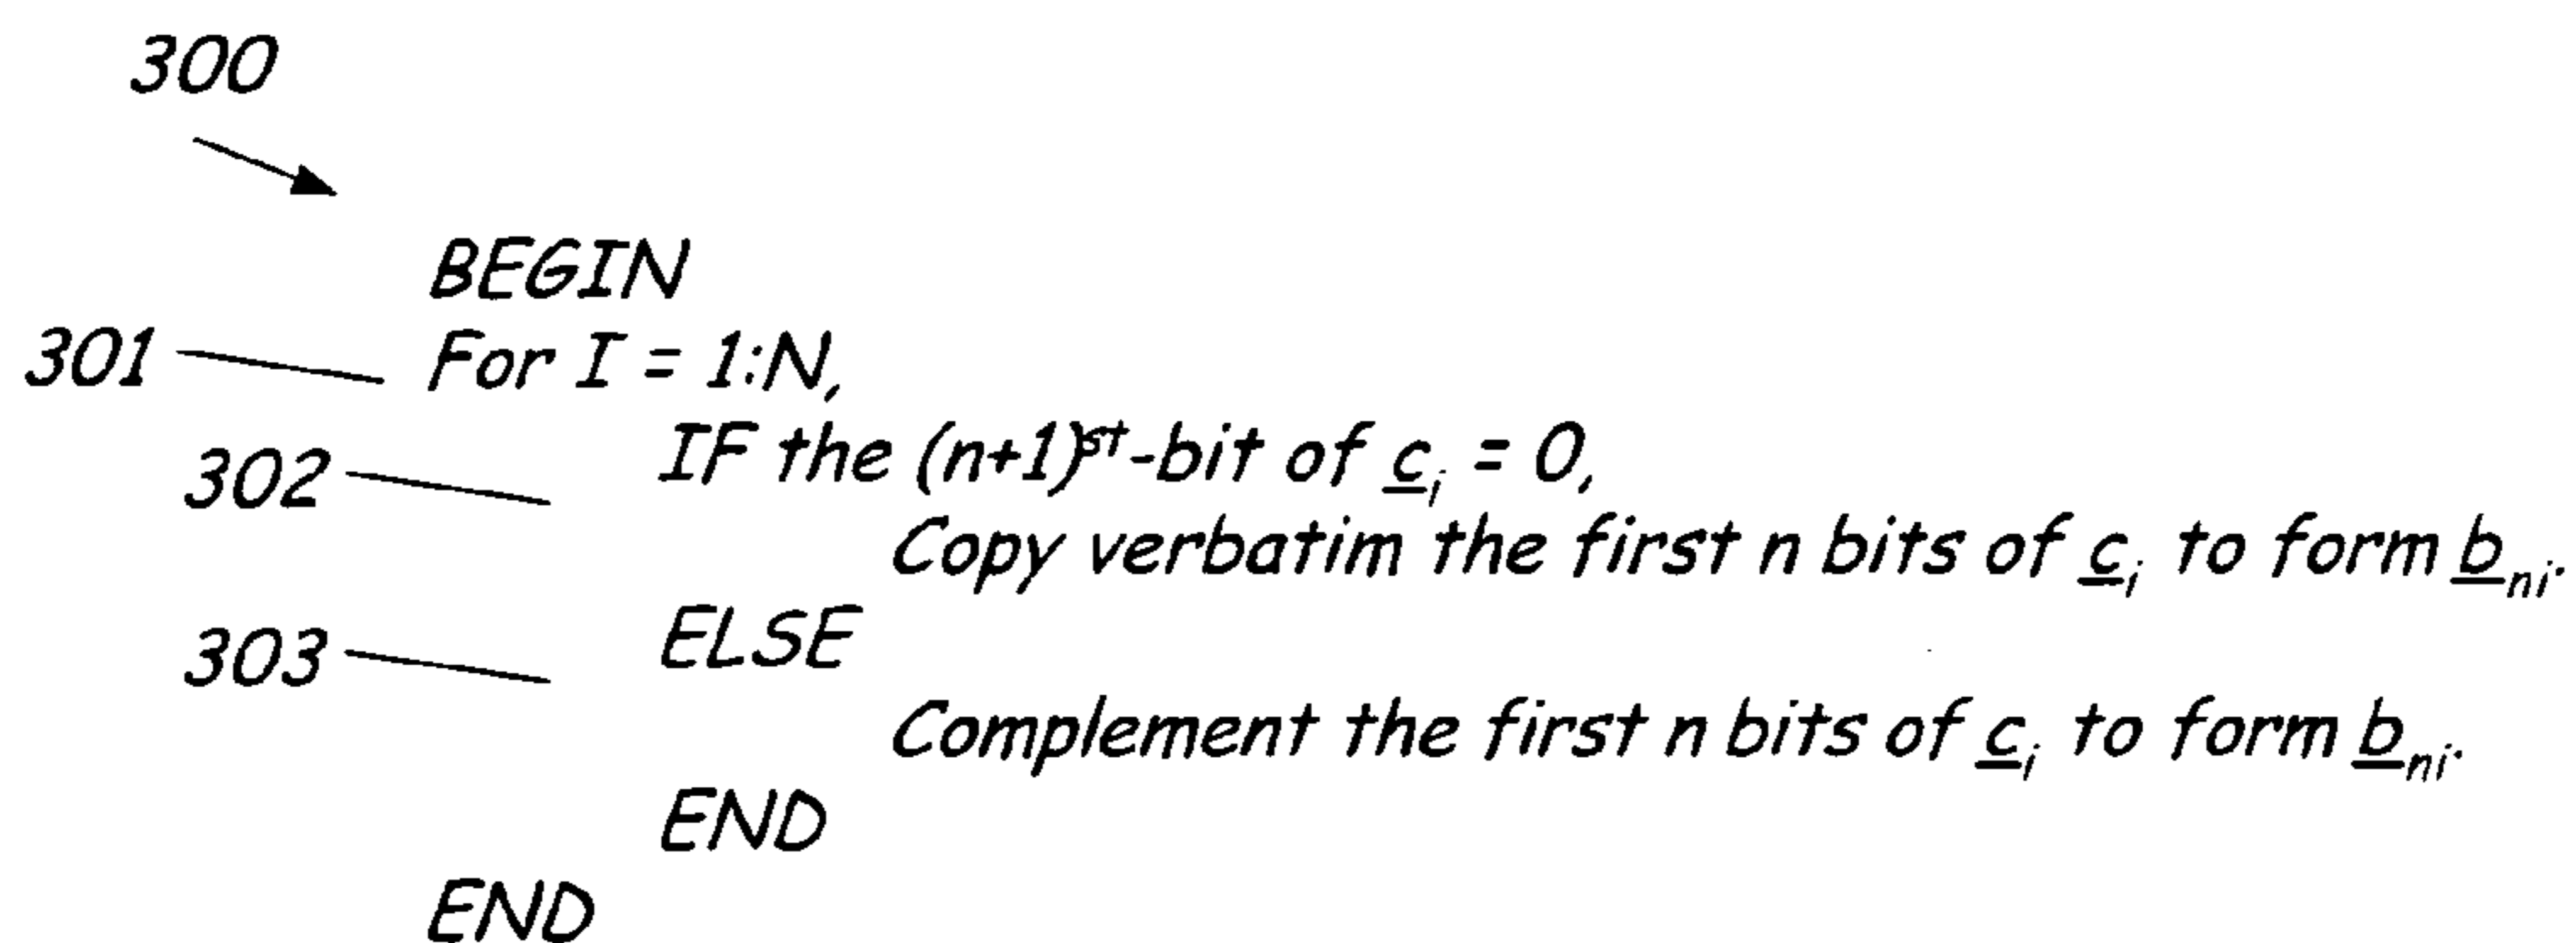 300
BEGIN
301 For I = 1:N,
302 IF the (n+1)st-bit of c_i = 0,
Copy verbatim the first n bits of c_i to form b_ni.
303 ELSE
Complement the first n bits of c_i to form b_ni.
END
END